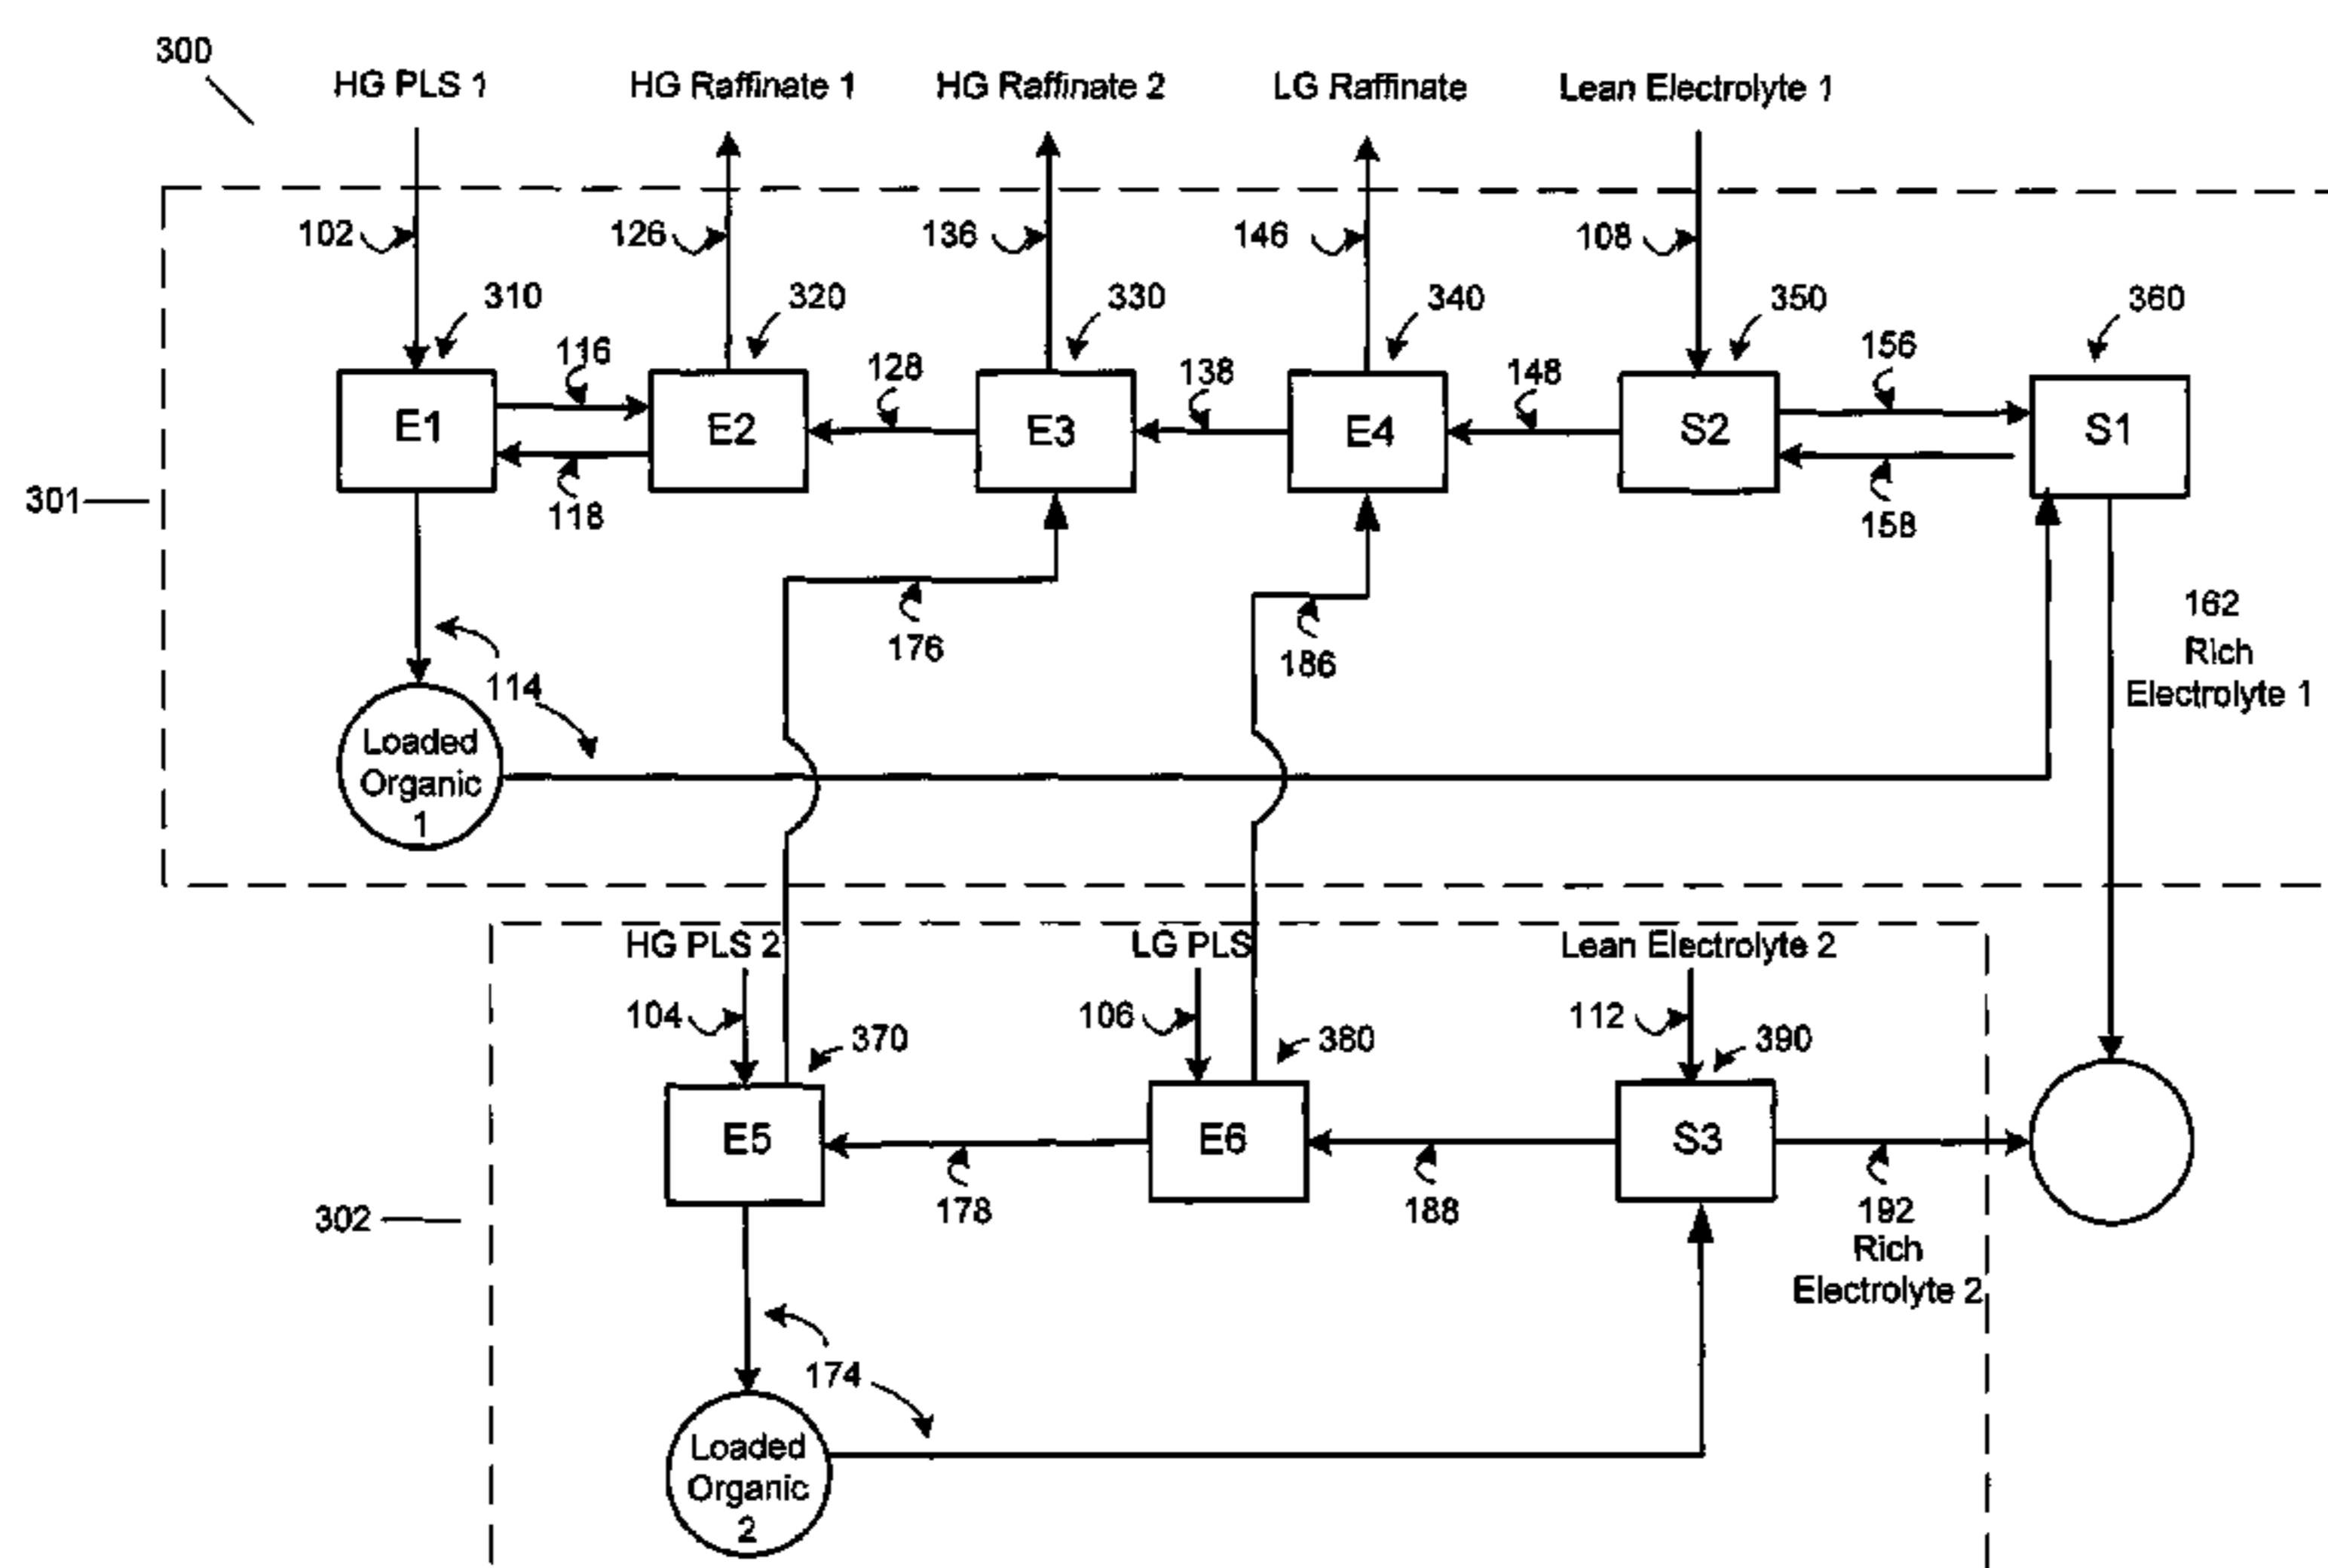 300
HG PLS 1
HG Raffinate 1
HG Raffinate 2
LG Raffinate
Lean Electrolyte 1
102
126
136
146
108
310
320
330
340
350
360
116
128
138
148
156
E1
E2
E3
E4
S2
S1
301
118
158
176
186
162
Rich
Electrolyte 1
114
Loaded
Organic
1
HG PLS 2
LG PLS
Lean Electrolyte 2
104
106
112
370
380
390
E5
E6
S3
302
178
188
192
Rich
Electrolyte 2
174
Loaded
Organic
2